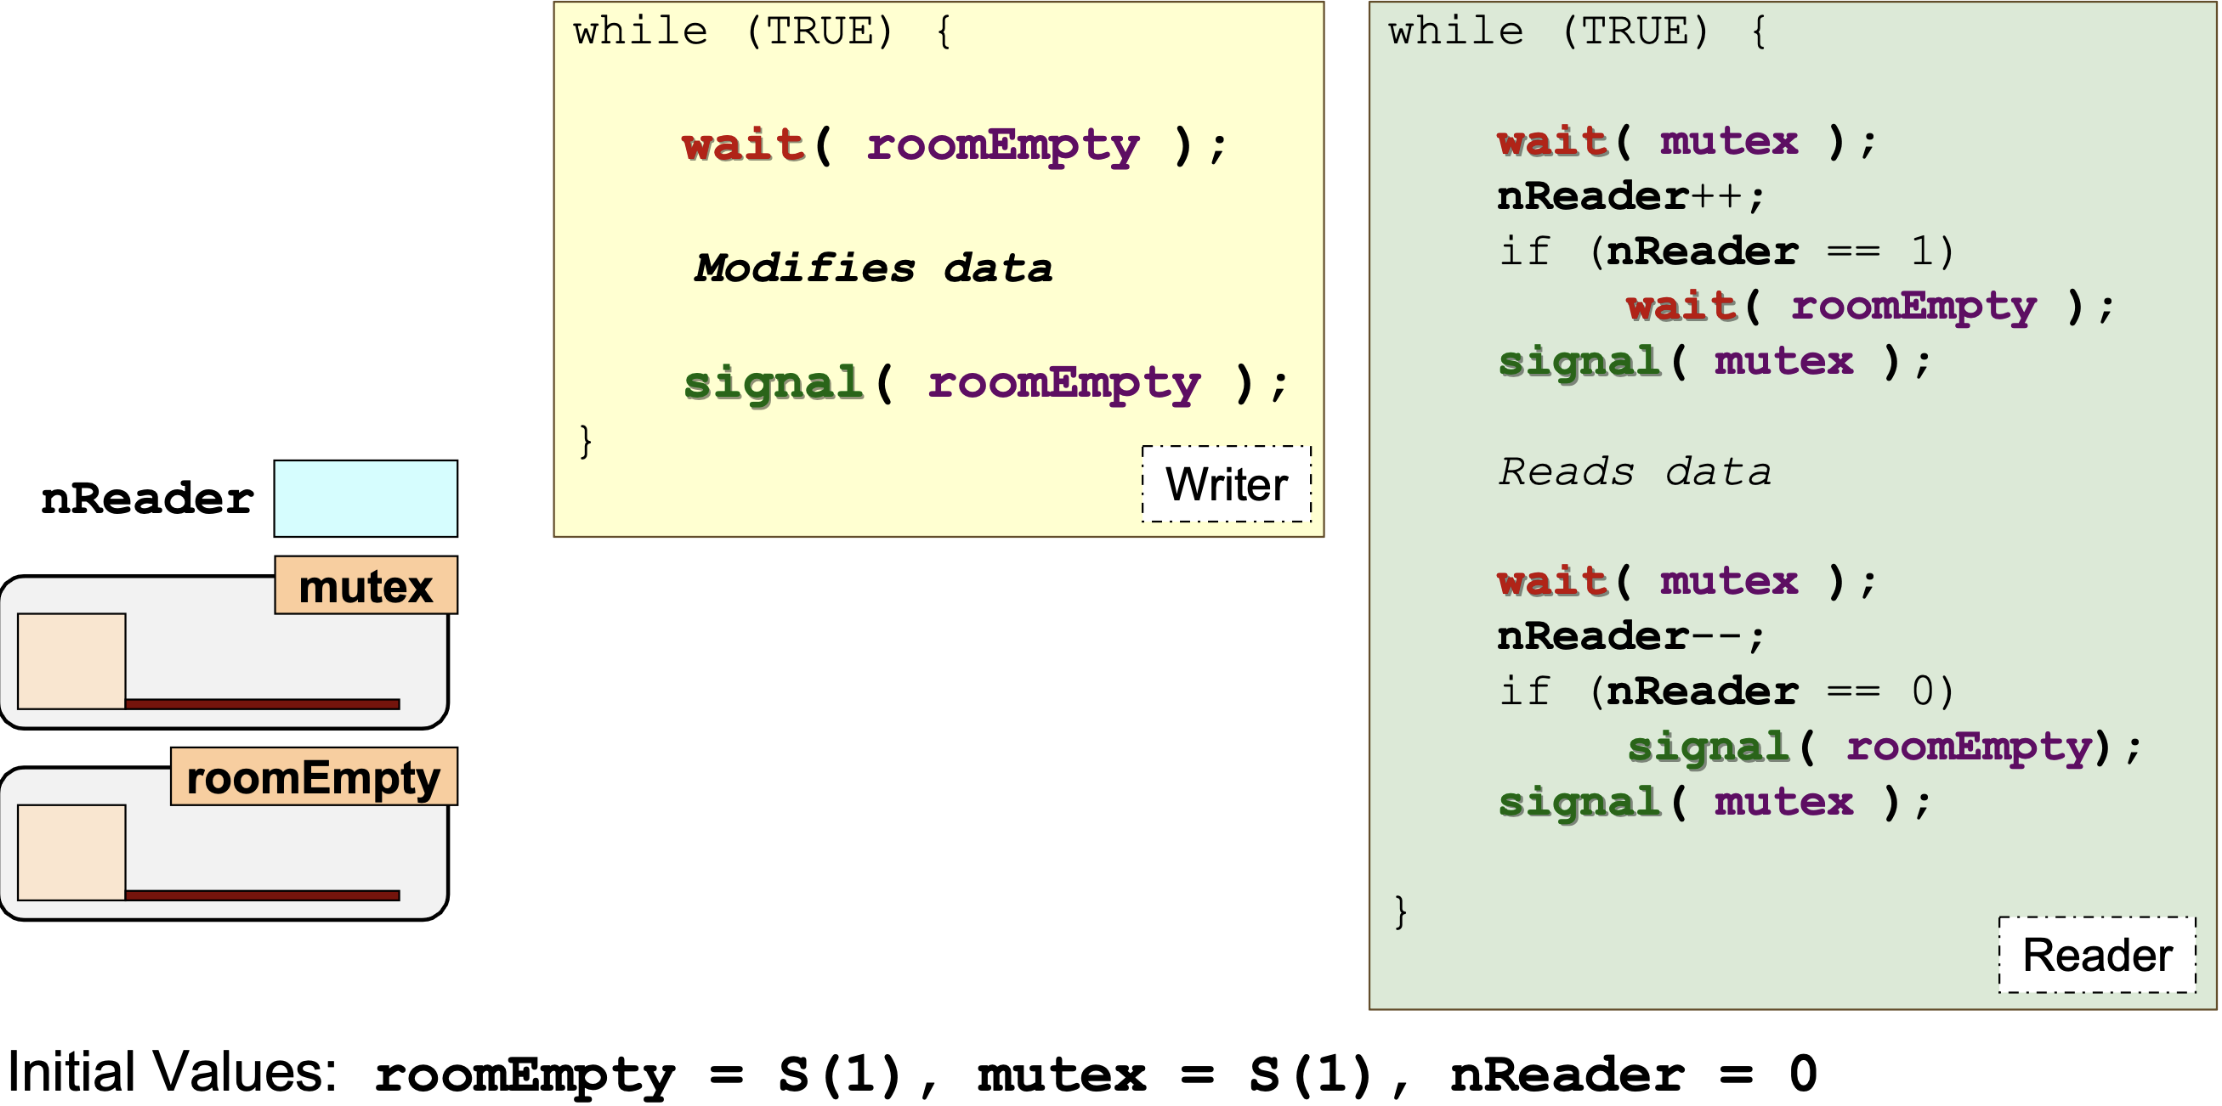 while (TRUE) {
wait( roomEmpty );
Modifies data
signal( roomEmpty );
}
Writer
while (TRUE) {
wait( mutex );
nReader++;
if (nReader == 1)
wait( roomEmpty );
signal( mutex );
Reads data
wait( mutex );
nReader--;
if (nReader == 0)
signal( roomEmpty);
signal( mutex );
}
Reader
nReader
mutex
roomEmpty
Initial Values: roomEmpty = S(1), mutex = S(1), nReader = 0